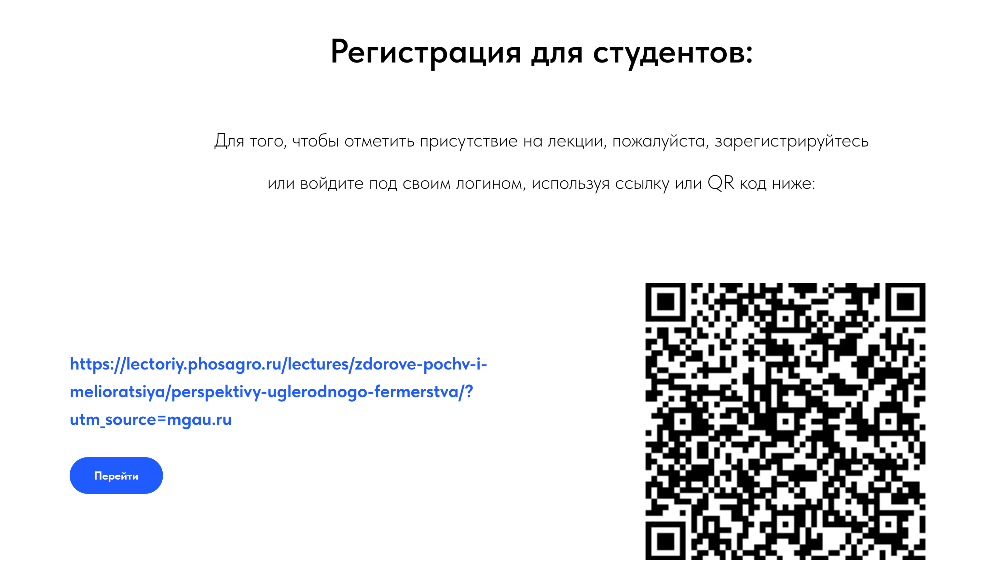 Регистрация для студентов:
Для того, чтобы отметить присутствие на лекции, пожалуйста, зарегистрируйтесь
или войдите под своим логином, используя ссылку или QR код ниже:
https://lectoriy.phosagro.ru/lectures/zdorove-pochv-i-
melioratsiya/perspektivy-uglerodnogo-fermerstva/?
utm_source=mgau.ru
Перейти